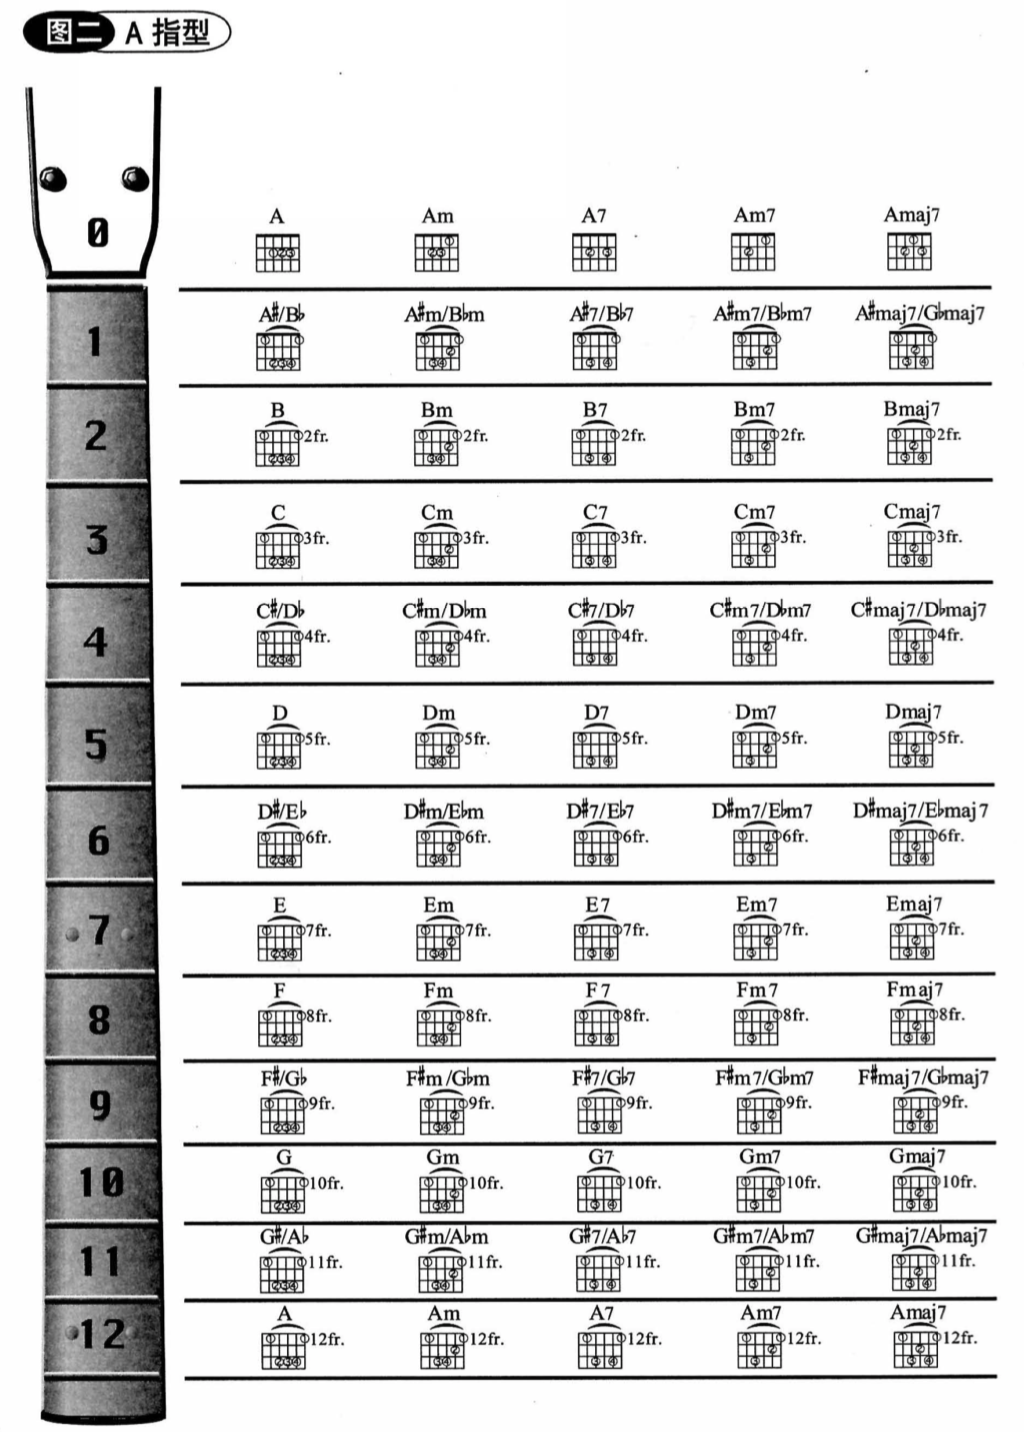 图二 A 指型
0
A Am A7 Am7 Amaj7
1
A#/B♭ A#m/B♭m A#7/B♭7 A#m7/B♭m7 A#maj7/G♭maj7
2
B Bm B7 Bm7 Bmaj7
2fr. 2fr. 2fr. 2fr. 2fr.
3
C Cm C7 Cm7 Cmaj7
3fr. 3fr. 3fr. 3fr. 3fr.
4
C#/D♭ C#m/D♭m C#7/D♭7 C#m7/D♭m7 C#maj7/D♭maj7
4fr. 4fr. 4fr. 4fr. 4fr.
5
D Dm D7 Dm7 Dmaj7
5fr. 5fr. 5fr. 5fr. 5fr.
6
D#/E♭ D#m/E♭m D#7/E♭7 D#m7/E♭m7 D#maj7/E♭maj7
6fr. 6fr. 6fr. 6fr. 6fr.
7
E Em E7 Em7 Emaj7
7fr. 7fr. 7fr. 7fr. 7fr.
8
F Fm F7 Fm7 Fmaj7
8fr. 8fr. 8fr. 8fr. 8fr.
9
F#/G♭ F#m/G♭m F#7/G♭7 F#m7/G♭m7 F#maj7/G♭maj7
9fr. 9fr. 9fr. 9fr. 9fr.
10
G Gm G7 Gm7 Gmaj7
10fr. 10fr. 10fr. 10fr. 10fr.
11
G#/A♭ G#m/A♭m G#7/A♭7 G#m7/A♭m7 G#maj7/A♭maj7
11fr. 11fr. 11fr. 11fr. 11fr.
12
A Am A7 Am7 Amaj7
12fr. 12fr. 12fr. 12fr. 12fr.